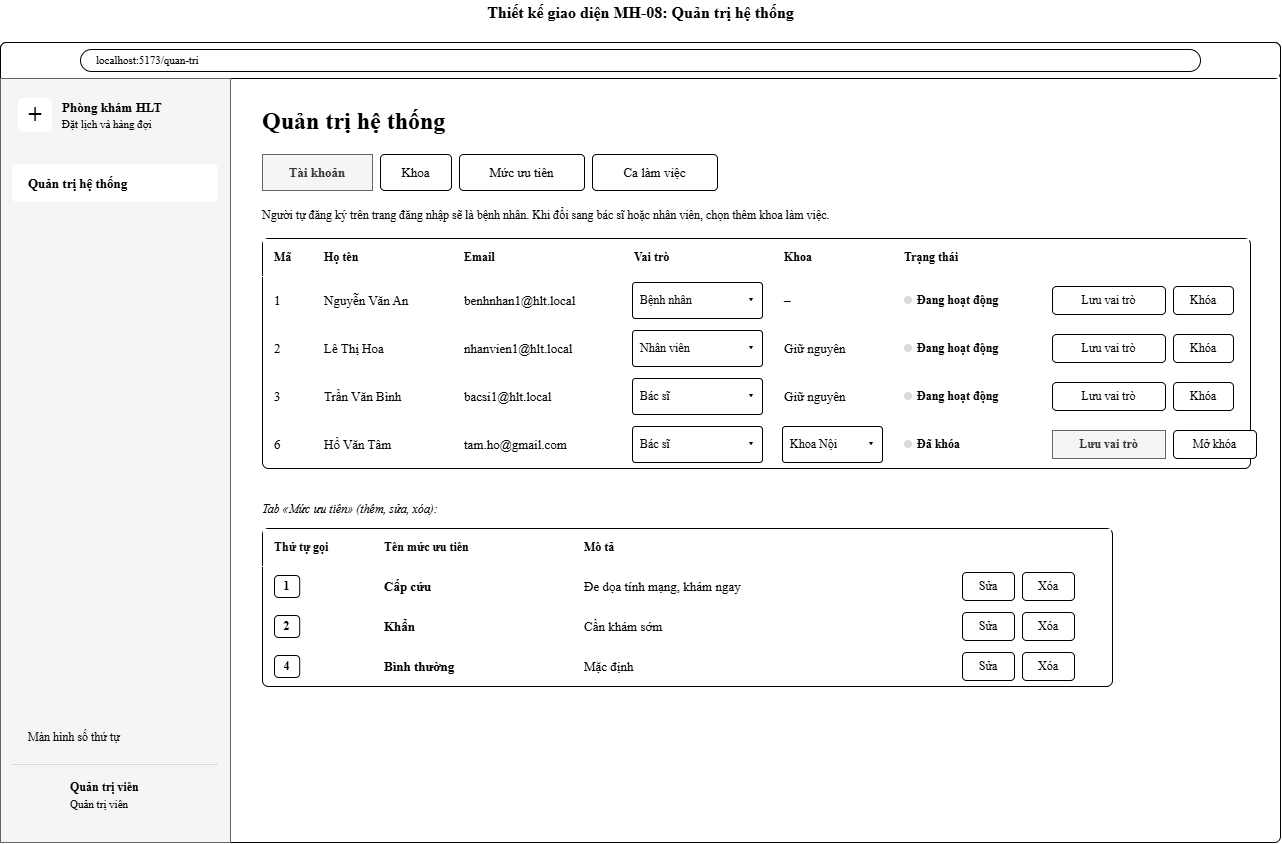 Thiết kế giao diện MH-08: Quản trị hệ thống
localhost:5173/quan-tri
+
Phòng khám HLT
Đặt lịch và hàng đợi
Quản trị hệ thống
Màn hình số thứ tự
Quản trị viên
Quản trị viên
Quản trị hệ thống
Tài khoản Khoa Mức ưu tiên Ca làm việc
Người tự đăng ký trên trang đăng nhập sẽ là bệnh nhân. Khi đổi sang bác sĩ hoặc nhân viên, chọn thêm khoa làm việc.
Mã Họ tên Email Vai trò Khoa Trạng thái
1 Nguyễn Văn An benhnhan1@hlt.local Bệnh nhân – Đang hoạt động Lưu vai trò Khóa
2 Lê Thị Hoa nhanvien1@hlt.local Nhân viên Giữ nguyên Đang hoạt động Lưu vai trò Khóa
3 Trần Văn Bình bacsi1@hlt.local Bác sĩ Giữ nguyên Đang hoạt động Lưu vai trò Khóa
6 Hồ Văn Tâm tam.ho@gmail.com Bác sĩ Khoa Nội Đã khóa Lưu vai trò Mở khóa
Tab «Mức ưu tiên» (thêm, sửa, xóa):
Thứ tự gọi Tên mức ưu tiên Mô tả
1 Cấp cứu Đe dọa tính mạng, khám ngay Sửa Xóa
2 Khẩn Cần khám sớm Sửa Xóa
4 Bình thường Mặc định Sửa Xóa